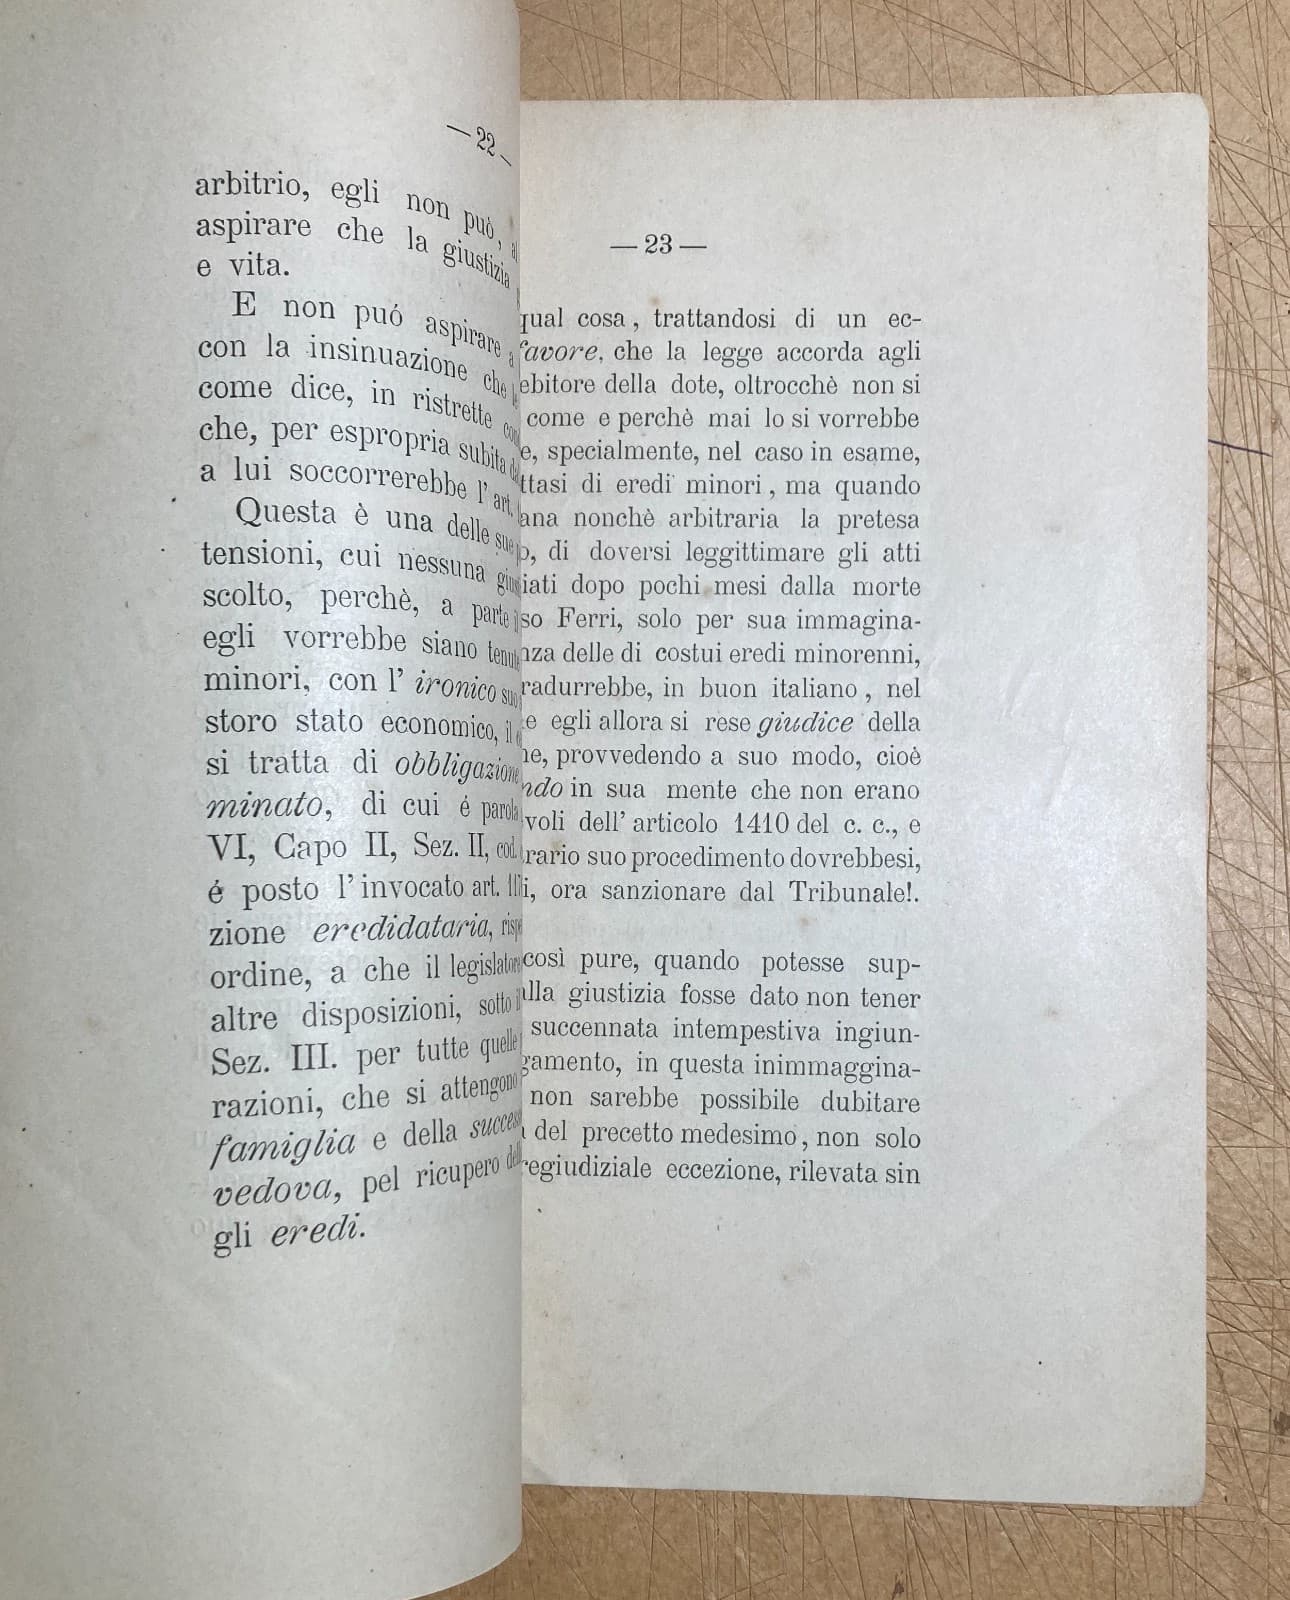 — 22 —
arbitrio, egli non può,
aspirare che la giustizia
e vita.
E non puó aspirare a
con la insinuazione che
come dice, in ristrette
che, per espropria subita
a lui soccorrerebbe l' art.
Questa è una delle sue
tensioni, cui nessuna
scolto, perchè, a parte il
egli vorrebbe siano
minori, con l' ironico suo
storo stato economico, il
si tratta di obbligazione
minato, di cui é parola
VI, Capo II, Sez. II, cod.
é posto l' invocato art.
zione eredidataria,
ordine, a che il legislatore
altre disposizioni, sotto il
Sez. III. per tutte quelle
razioni, che si attengono
famiglia e della
vedova, pel ricupero
gli eredi.
— 23 —
qual cosa, trattandosi di un ec-
favore, che la legge accorda agli
ebitore della dote, oltrocchè non si
come e perchè mai lo si vorrebbe
e, specialmente, nel caso in esame,
ttasi di eredi minori, ma quando
ana nonchè arbitraria la pretesa
o, di doversi leggittimare gli atti
iati dopo pochi mesi dalla morte
so Ferri, solo per sua immagina-
nza delle di costui eredi minorenni,
radurrebbe, in buon italiano, nel
e egli allora si rese giudice della
ne, provvedendo a suo modo, cioè
ndo in sua mente che non erano
voli dell' articolo 1410 del c. c., e
rario suo procedimento dovrebbesi,
i, ora sanzionare dal Tribunale!.
così pure, quando potesse sup-
alla giustizia fosse dato non tener
succennata intempestiva ingiun-
gamento, in questa inimmaggina-
non sarebbe possibile dubitare
del precetto medesimo, non solo
regiudiziale eccezione, rilevata sin